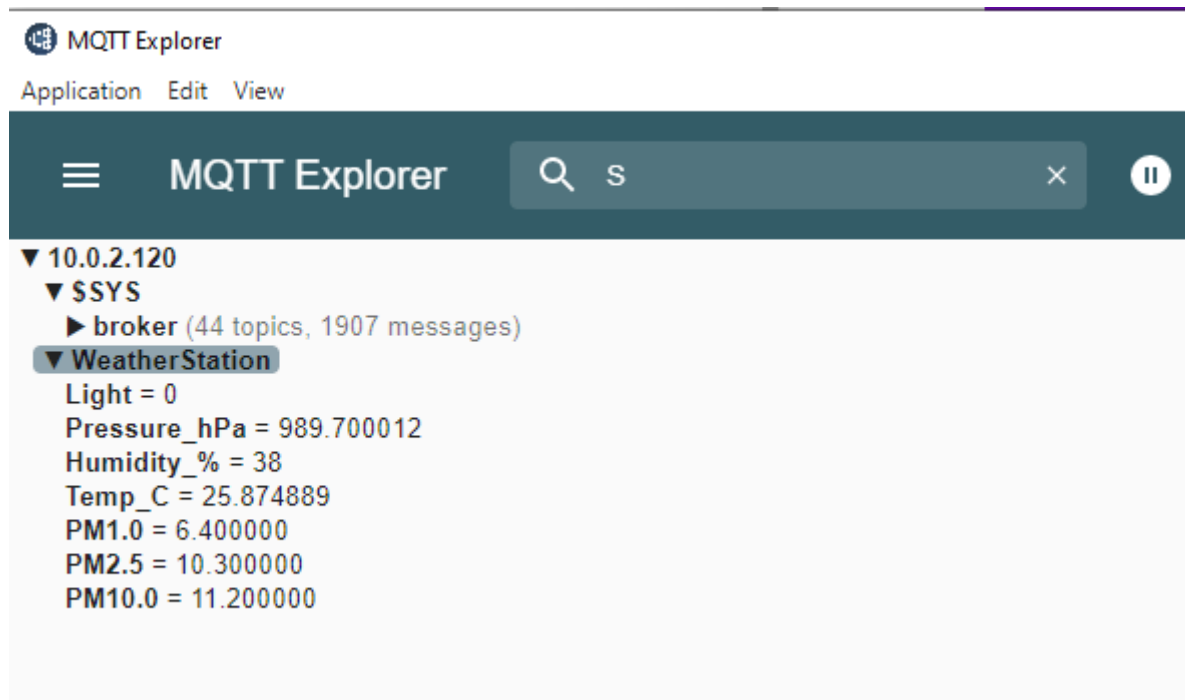 MQTT Explorer
Application Edit View
MQTT Explorer S
10.0.2.120
$SYS
broker (44 topics, 1907 messages)
WeatherStation
Light = 0
Pressure_hPa = 989.700012
Humidity_% = 38
Temp_C = 25.874889
PM1.0 = 6.400000
PM2.5 = 10.300000
PM10.0 = 11.200000